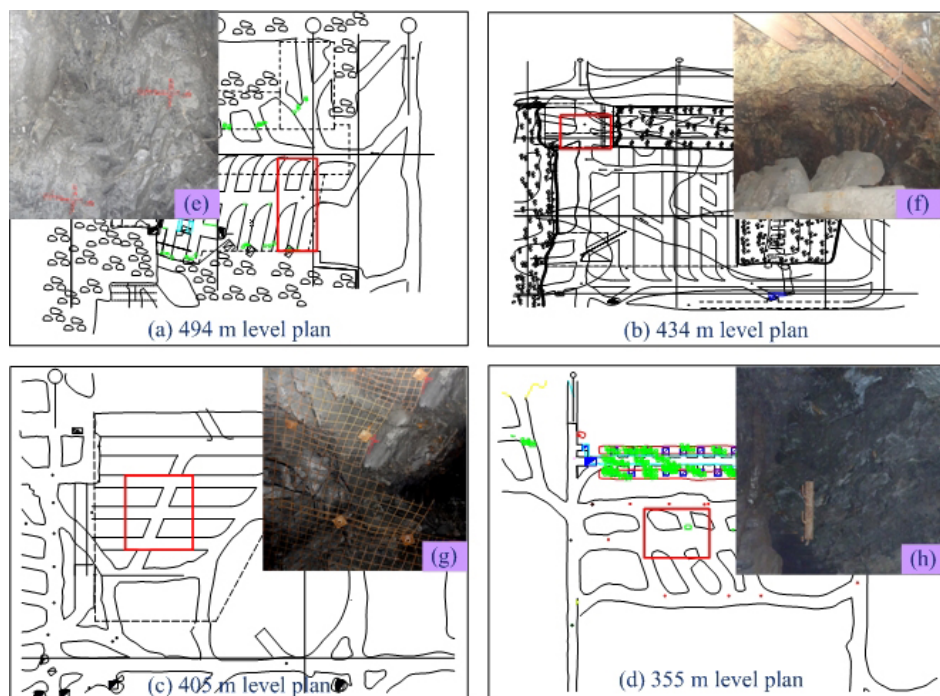 (e)
(a) 494 m level plan
(f)
(b) 434 m level plan
(g)
(c) 405 m level plan
(h)
(d) 355 m level plan